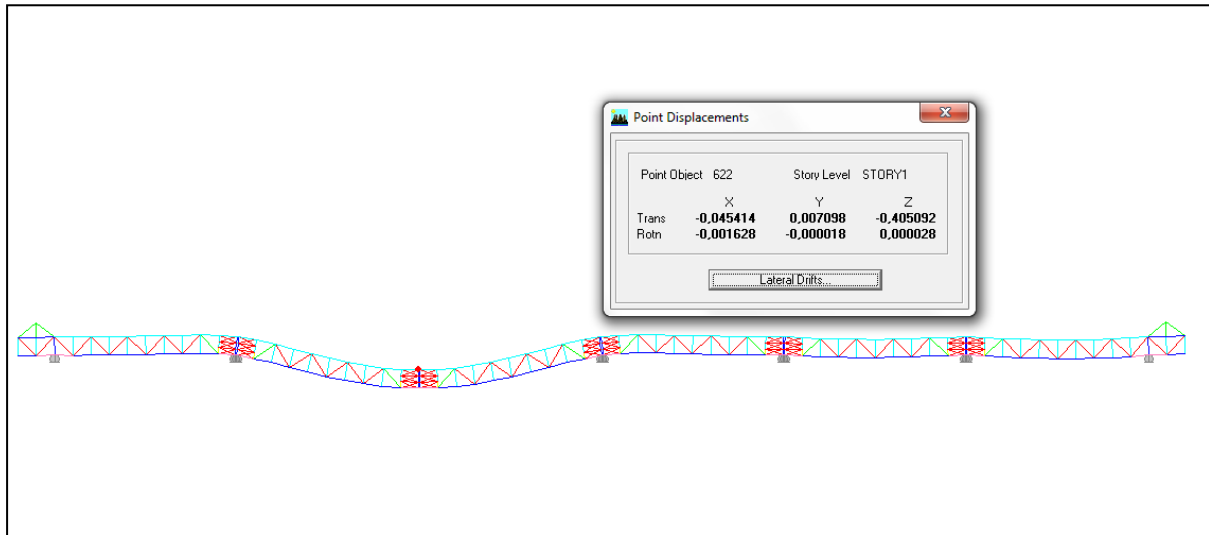 Point Displacements
Point Object 622 Story Level STORY1
X Y Z
Trans -0,045414 0,007098 -0,405092
Rotn -0,001628 -0,000018 0,000028
Lateral Drifts...